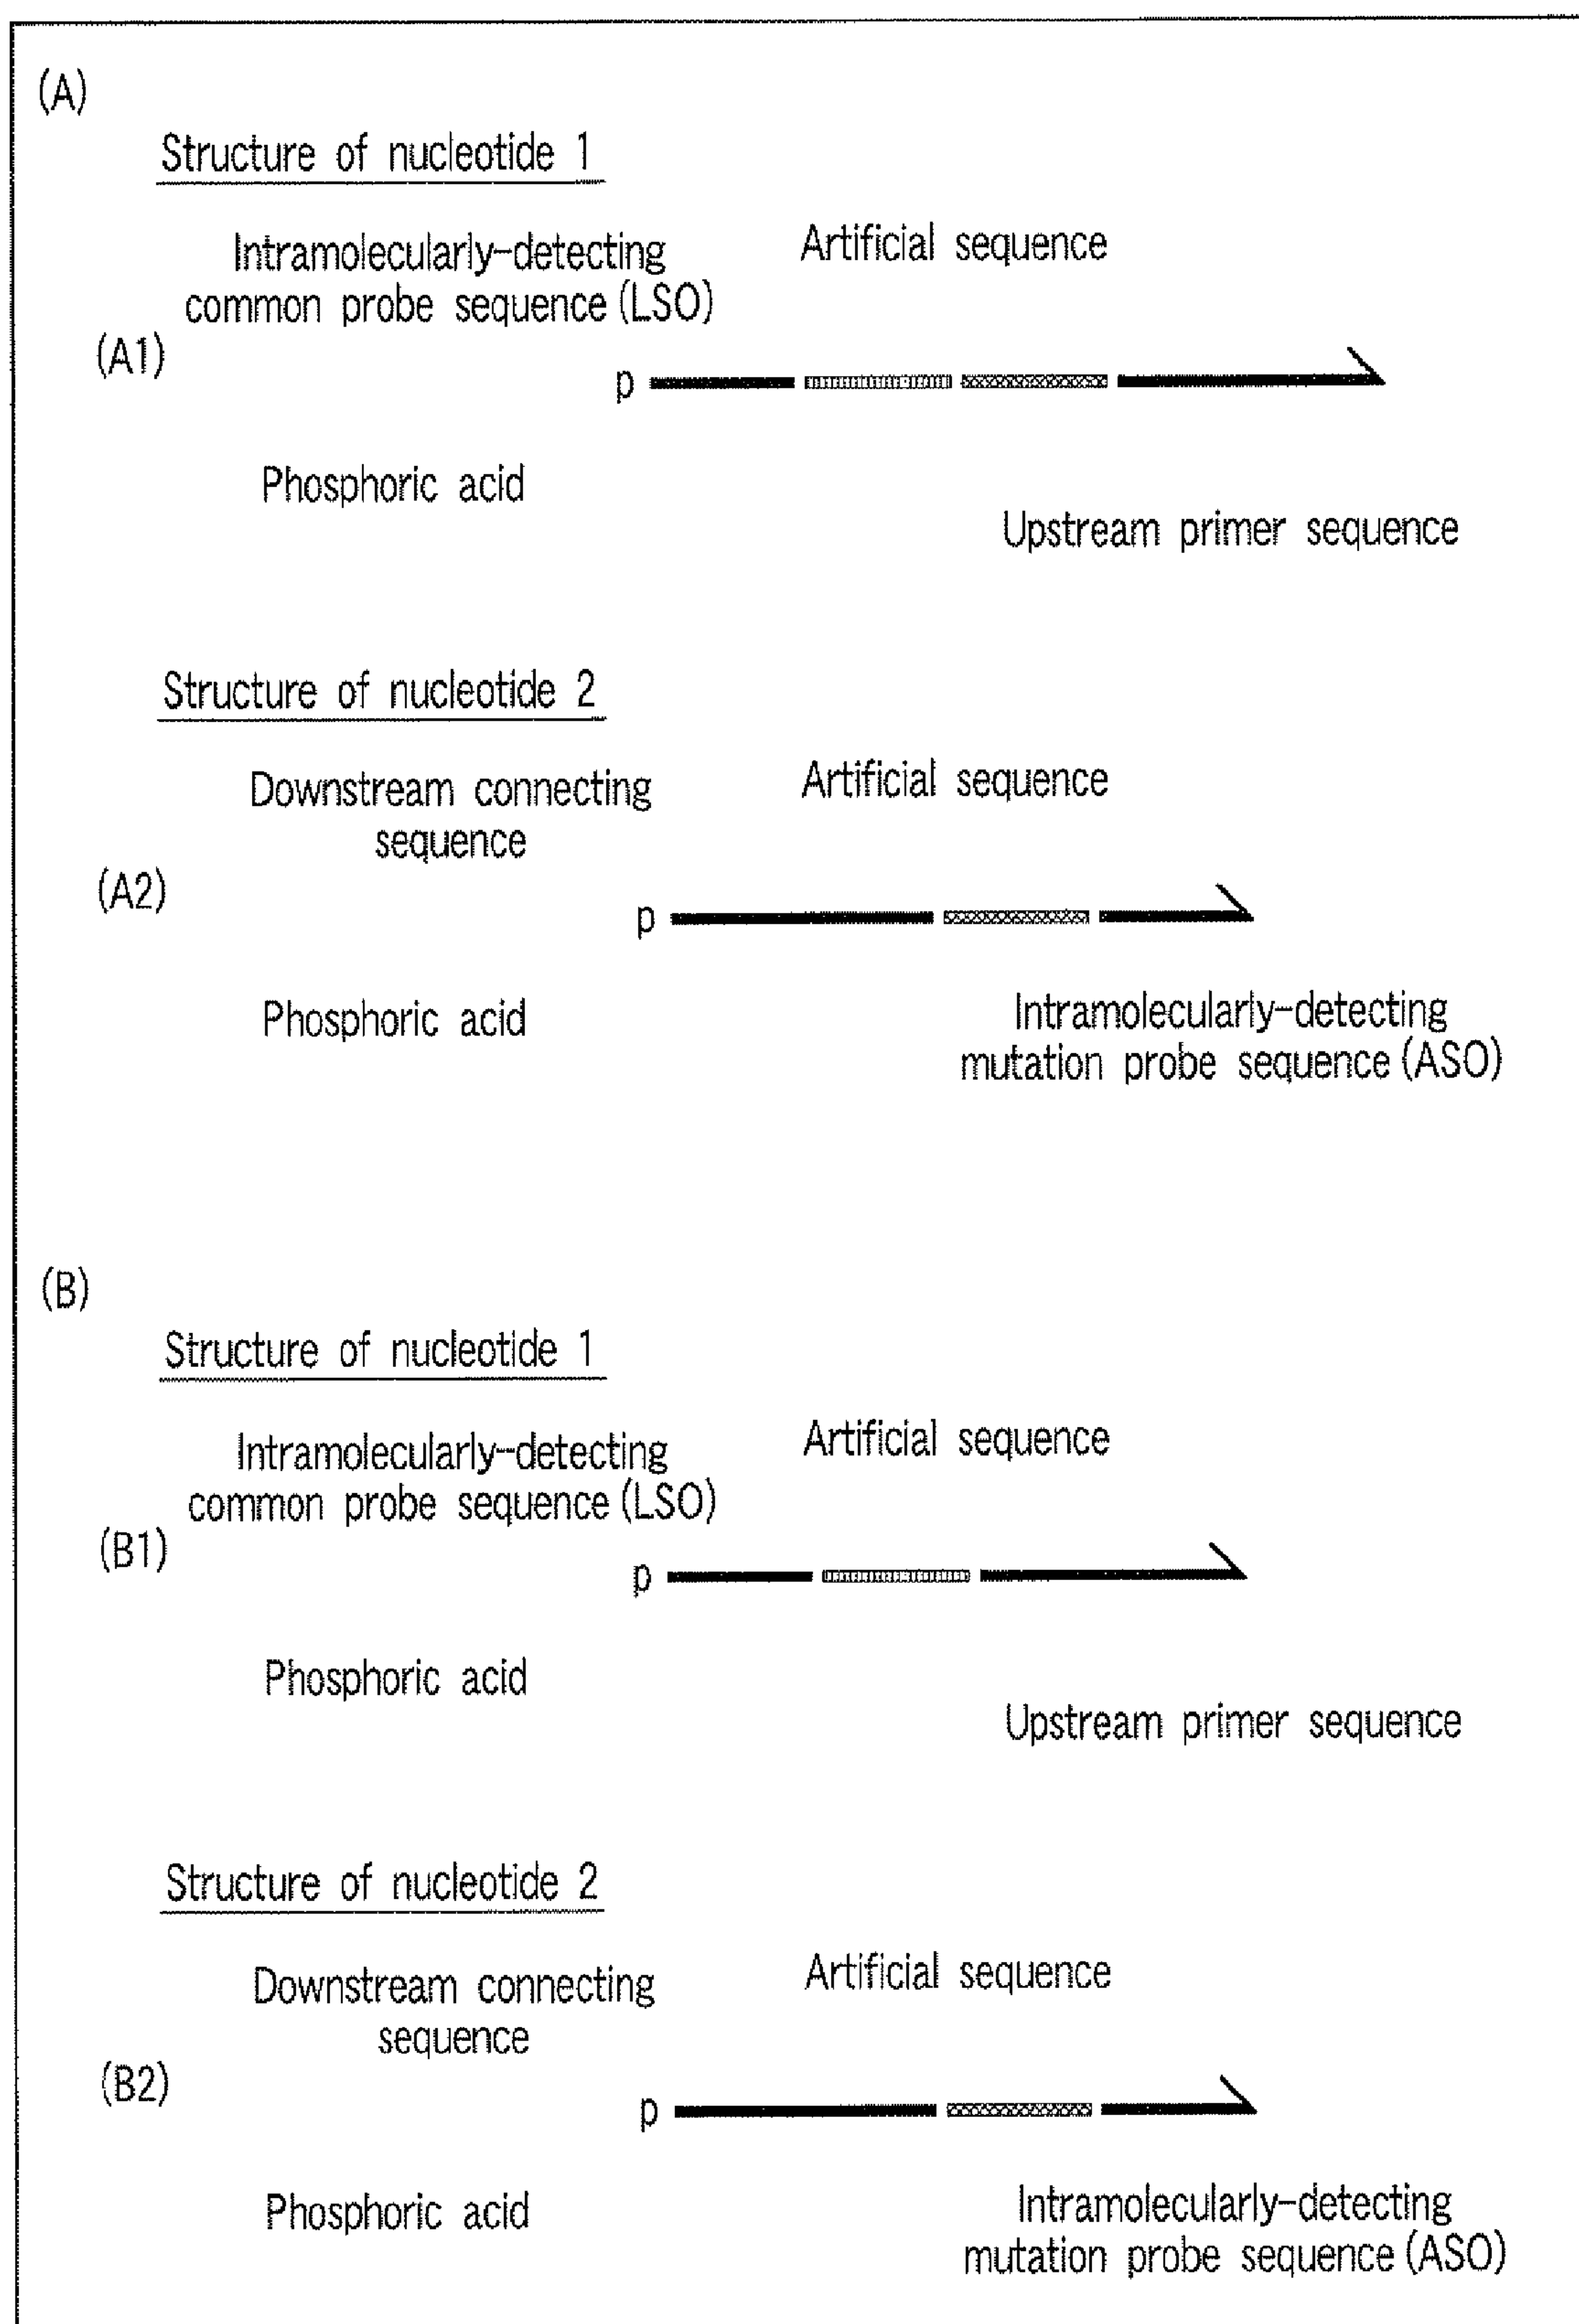 (A)
Structure of nucleotide 1
Intramolecularly-detecting
common probe sequence (LSO)
Artificial sequence
(A1)
p
Phosphoric acid
Upstream primer sequence
Structure of nucleotide 2
Downstream connecting
sequence
Artificial sequence
(A2)
p
Phosphoric acid
Intramolecularly-detecting
mutation probe sequence (ASO)
(B)
Structure of nucleotide 1
Intramolecularly-detecting
common probe sequence (LSO)
Artificial sequence
(B1)
p
Phosphoric acid
Upstream primer sequence
Structure of nucleotide 2
Downstream connecting
sequence
Artificial sequence
(B2)
p
Phosphoric acid
Intramolecularly-detecting
mutation probe sequence (ASO)